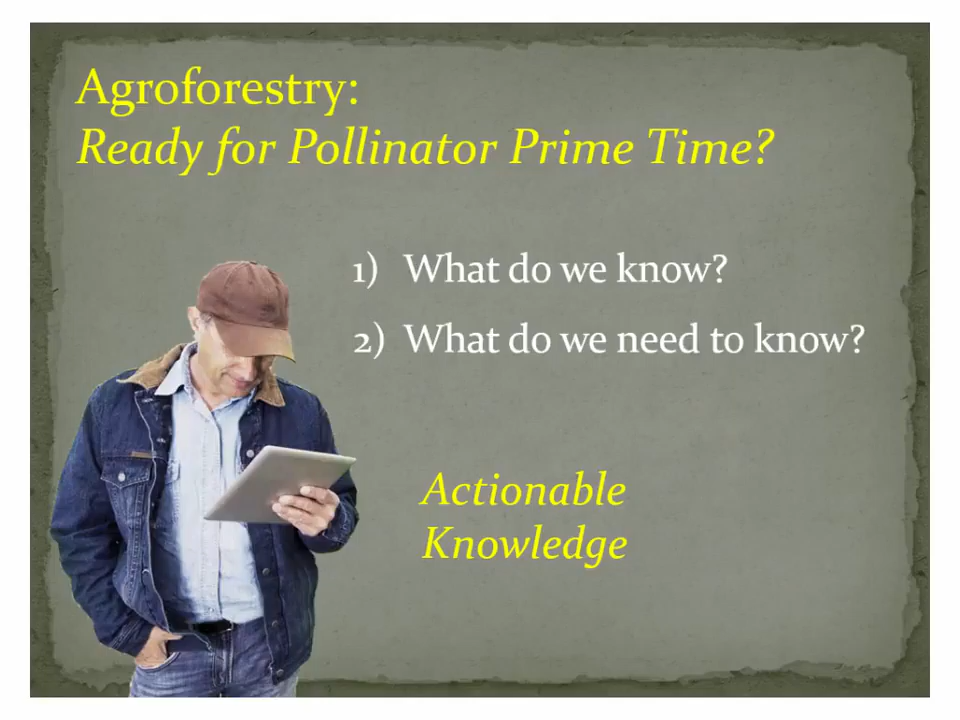 Agroforestry:
Ready for Pollinator Prime Time?
1) What do we know?
2) What do we need to know?
Actionable
Knowledge